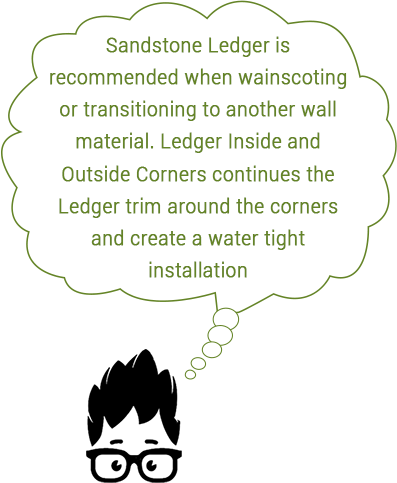 Sandstone Ledger is
recommended when wainscoting
or transitioning to another wall
material. Ledger Inside and
Outside Corners continues the
Ledger trim around the corners
and create a water tight
installation